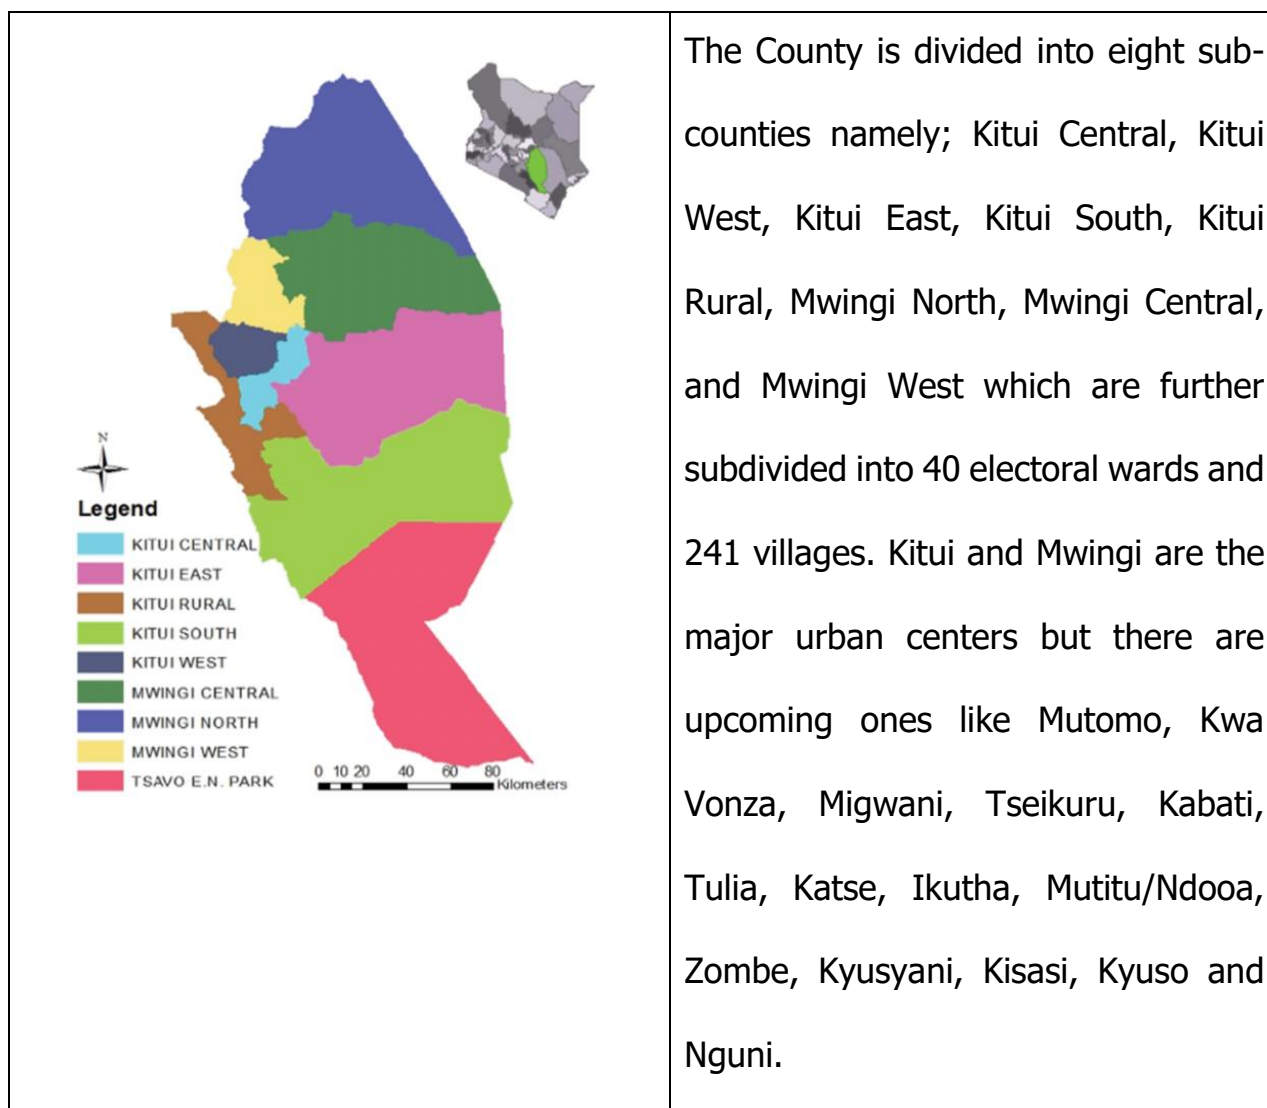 N
Legend
KITUI CENTRAL
KITUI EAST
KITUI RURAL
KITUI SOUTH
KITUI WEST
MWINGI CENTRAL
MWINGI NORTH
MWINGI WEST
TSAVO E.N. PARK
0 10 20 40 60 80
Kilometers
The County is divided into eight sub-
counties namely; Kitui Central, Kitui
West, Kitui East, Kitui South, Kitui
Rural, Mwingi North, Mwingi Central,
and Mwingi West which are further
subdivided into 40 electoral wards and
241 villages. Kitui and Mwingi are the
major urban centers but there are
upcoming ones like Mutomo, Kwa
Vonza, Migwani, Tseikuru, Kabati,
Tulia, Katse, Ikutha, Mutitu/Ndooa,
Zombe, Kyusyani, Kisasi, Kyuso and
Nguni.